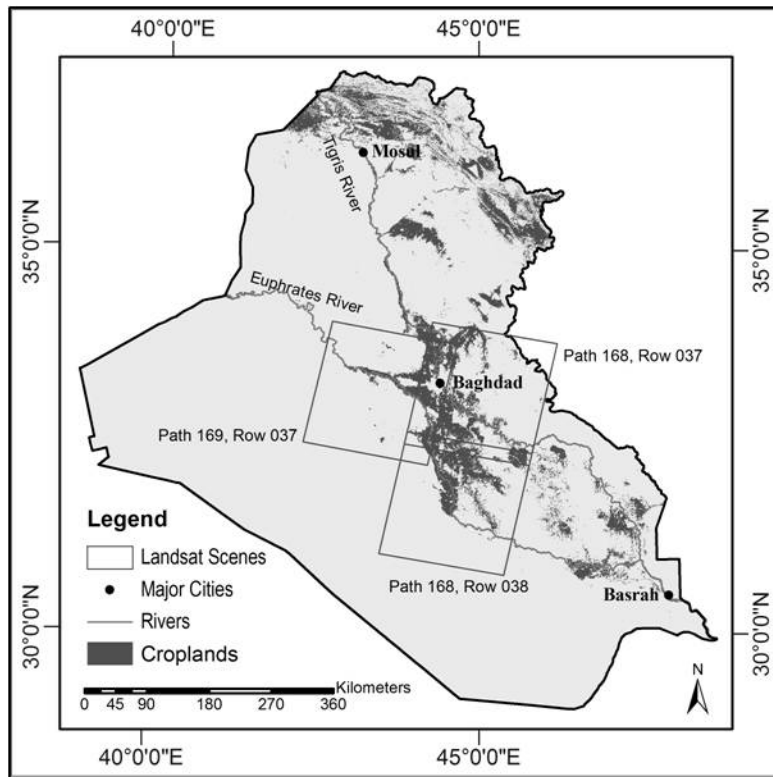 40°0'0"E
45°0'0"E
35°0'0"N
35°0'0"N
Mosul
Tigris River
Euphrates River
Path 168, Row 037
Baghdad
Path 169, Row 037
Legend
Landsat Scenes
Major Cities
Rivers
Croplands
Path 168, Row 038
Basrah
30°0'0"N
30°0'0"N
Kilometers
0 45 90 180 270 360
N
40°0'0"E
45°0'0"E